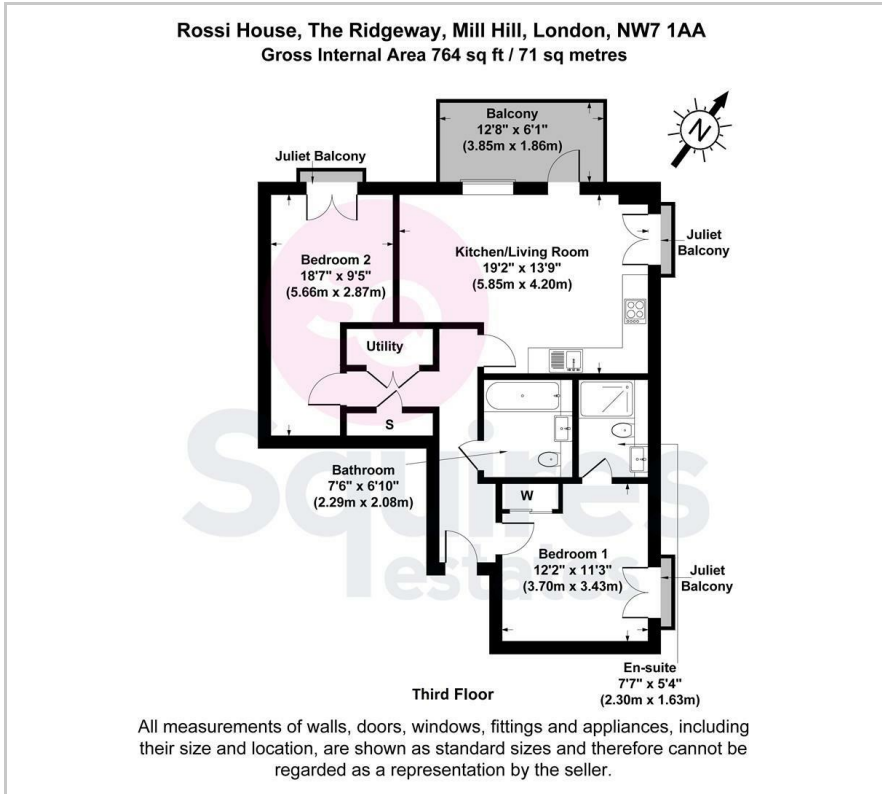 Rossi House, The Ridgeway, Mill Hill, London, NW7 1AA
Gross Internal Area 764 sq ft / 71 sq metres
Balcony
12'8" x 6'1"
(3.85m x 1.86m)
N
Juliet Balcony
Bedroom 2
18'7" x 9'5"
(5.66m x 2.87m)
Kitchen/Living Room
19'2" x 13'9"
(5.85m x 4.20m)
Juliet
Balcony
Utility
S
Bathroom
7'6" x 6'10"
(2.29m x 2.08m)
W
Bedroom 1
12'2" x 11'3"
(3.70m x 3.43m)
Juliet
Balcony
En-suite
7'7" x 5'4"
(2.30m x 1.63m)
Third Floor
Squires
estates
All measurements of walls, doors, windows, fittings and appliances, including
their size and location, are shown as standard sizes and therefore cannot be
regarded as a representation by the seller.